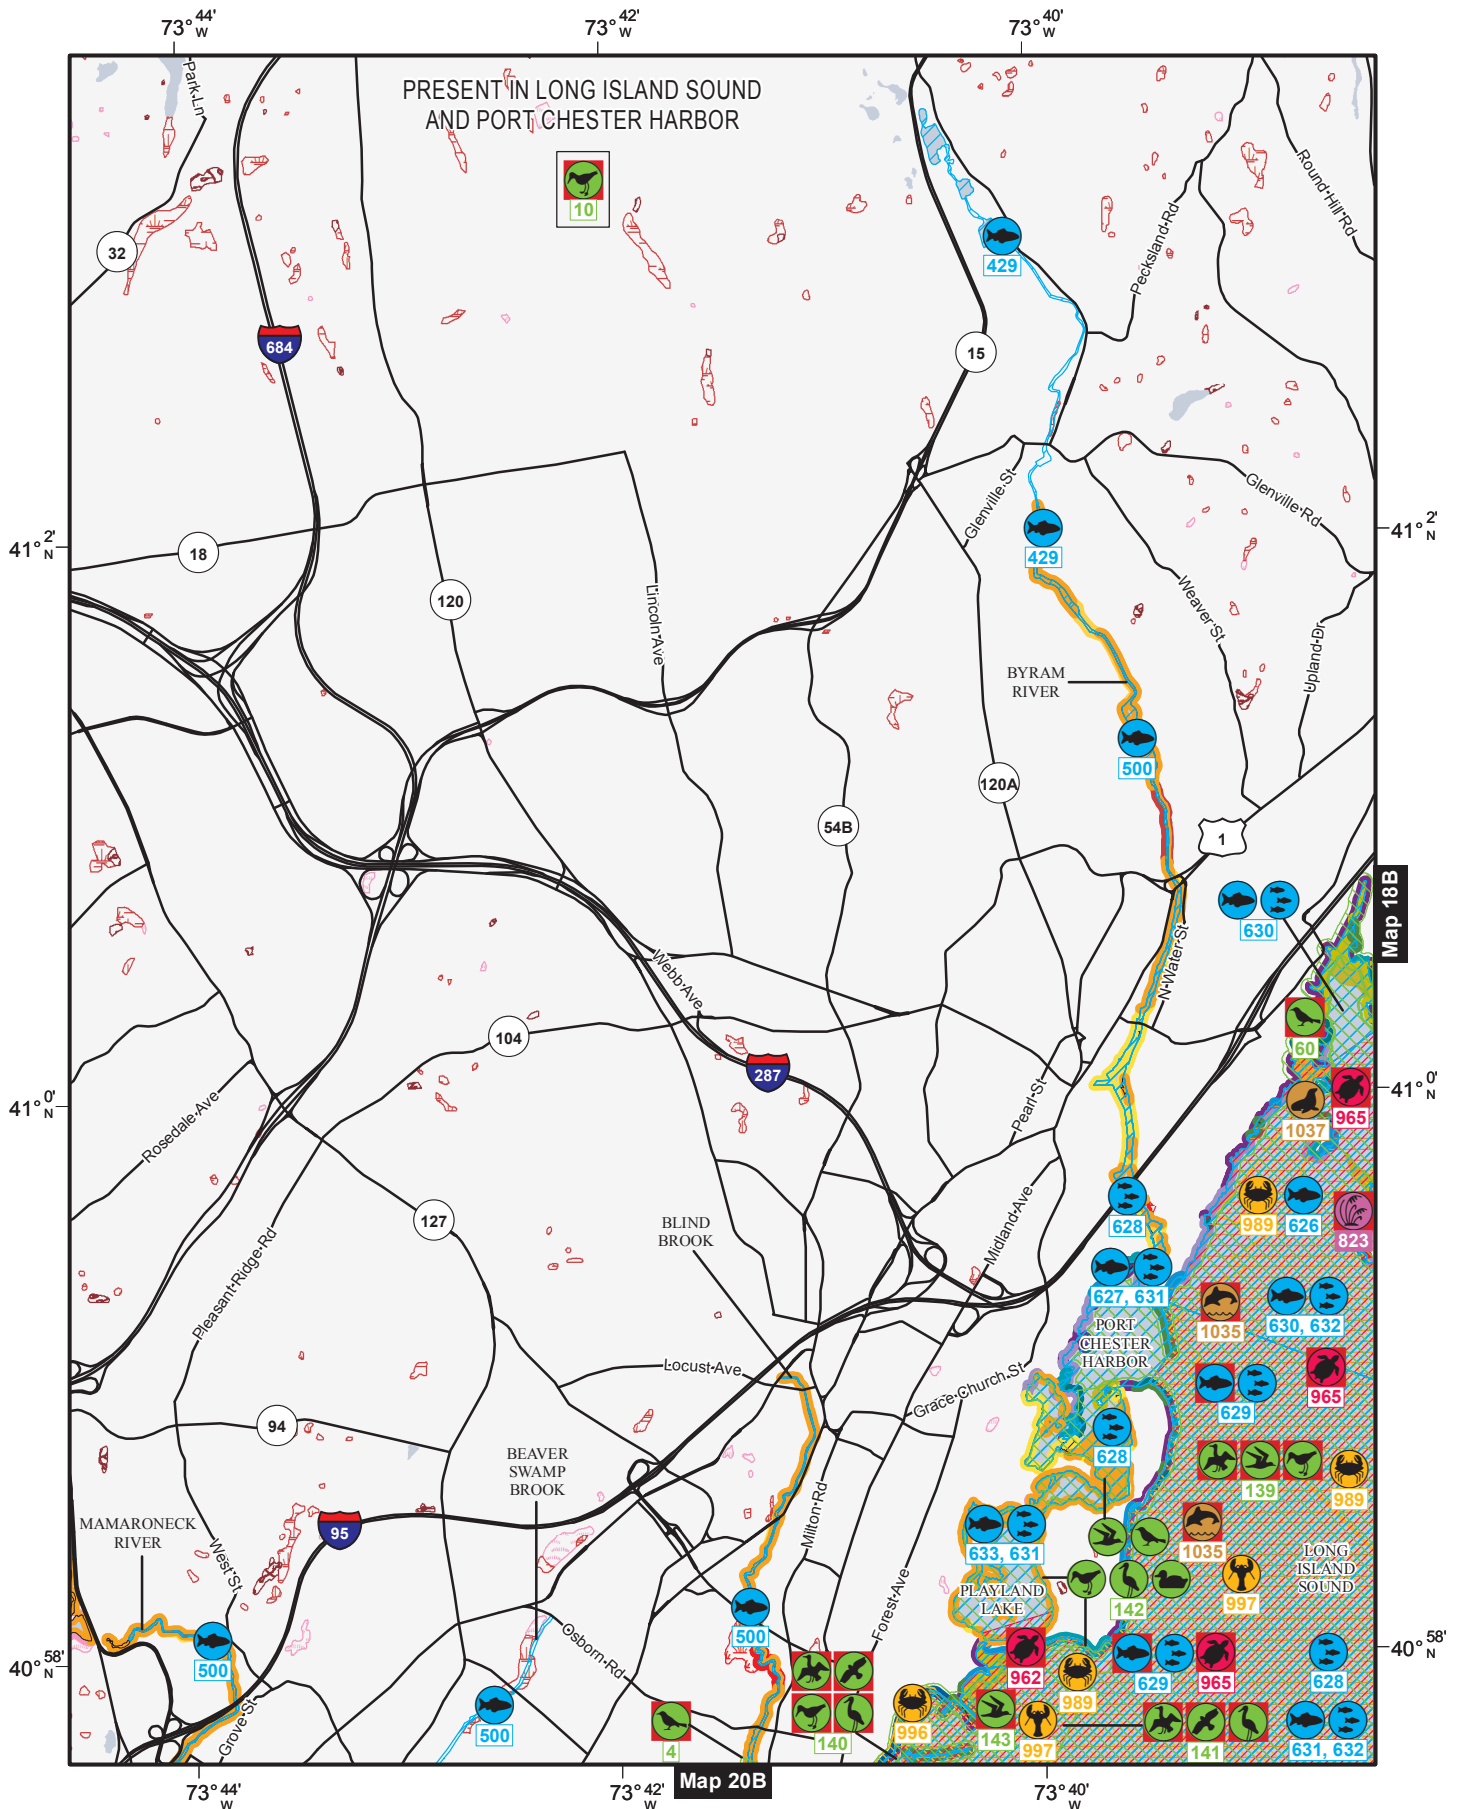 73° 44' W
73° 42' W
73° 40' W
PRESENT IN LONG ISLAND SOUND
AND PORT CHESTER HARBOR
10
Park Ln
32
684
15
429
Pecksland Rd
Round Hill Rd
41° 2' N
41° 2' N
18
120
Lincoln Ave
Glenville St
Glenville Rd
429
Weaver St
Upland Dr
BYRAM
RIVER
500
120A
54B
1
Map 18B
630
N Water St
Webb Ave
104
287
60
41° 0' N
41° 0' N
Rosedale Ave
Pearl St
1037
965
Pleasant Ridge Rd
127
BLIND
BROOK
Midland Ave
628
989
626
823
627, 631
1035
630, 632
PORT
CHESTER
HARBOR
Locust Ave
Grace Church St
629
965
94
BEAVER
SWAMP
BROOK
628
139
989
MAMARONECK
RIVER
95
West St
Milton Rd
633, 631
1035
LONG
ISLAND
SOUND
997
PLAYLAND
LAKE
142
Forest Ave
500
500
Osborn Rd
40° 58' N
40° 58' N
962
989
629
965
628
Grove St
500
4
140
996
143
997
141
631, 632
73° 44' W
73° 42' W
Map 20B
73° 40' W